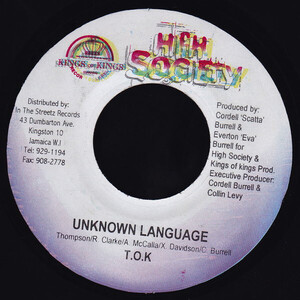 KINGS OF KINGS
HIGH
SOCIETY
Distributed by:
In The Streetz Records
43 Dumbarton Ave.
Kingston 10
Jamaica W.I
Tel: 929-1194
Fax: 908-2778
Produced by:
Cordell 'Scatta'
Burrell &
Everton 'Eva'
Burrell for
High Society &
Kings of kings Prod.
Executive Producer:
Cordell Burrell &
Collin Levy
UNKNOWN LANGUAGE
Thompson/R. Clarke/A. McCalla/X. Davidson/C. Burrell
T.O.K